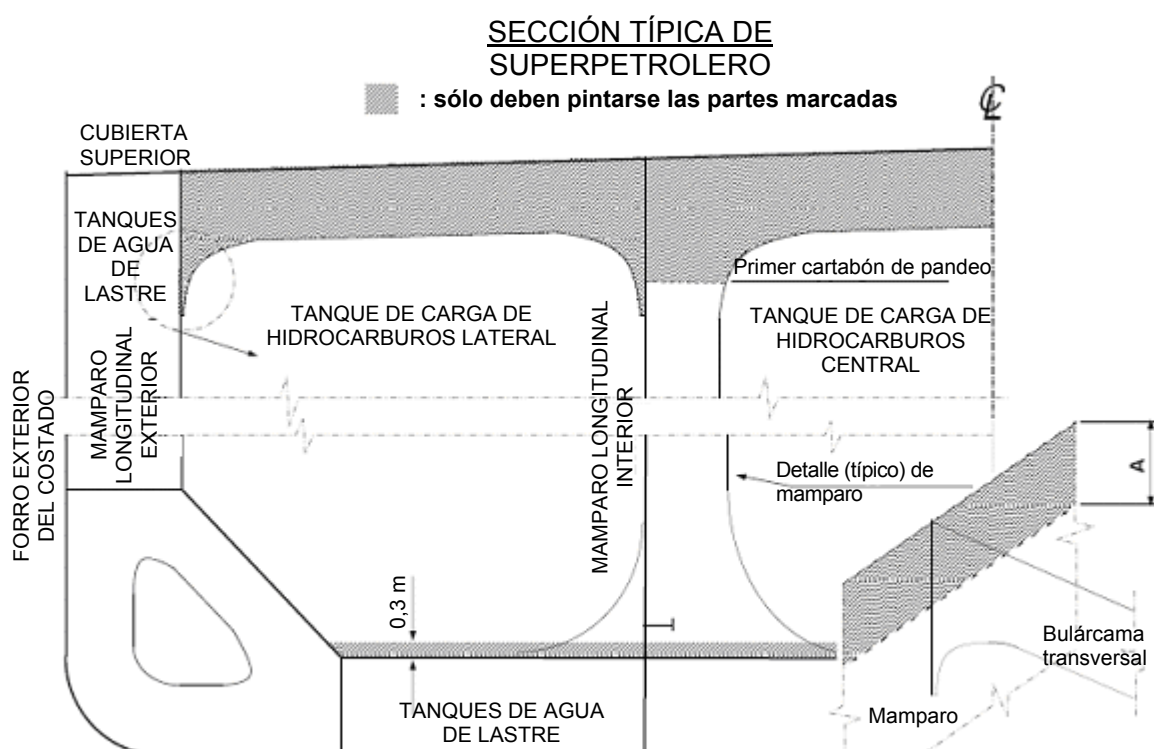 SECCIÓN TÍPICA DE
SUPERPETROLERO
: sólo deben pintarse las partes marcadas
CL
CUBIERTA
SUPERIOR
TANQUES
DE AGUA
DE
LASTRE
Primer cartabón de pandeo
TANQUE DE CARGA DE
HIDROCARBUROS LATERAL
TANQUE DE CARGA DE
HIDROCARBUROS
CENTRAL
FORRO EXTERIOR
DEL COSTADO
MAMPARO
LONGITUDINAL
EXTERIOR
MAMPARO LONGITUDINAL
INTERIOR
A
Detalle (típico) de
mamparo
0,3 m
Bulárcama
transversal
TANQUES DE AGUA
DE LASTRE
Mamparo